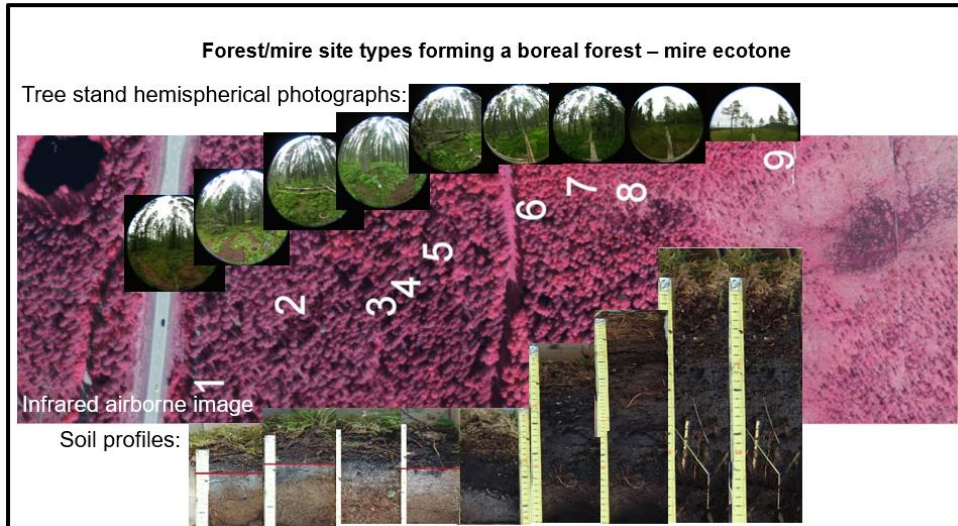 Forest/mire site types forming a boreal forest – mire ecotone
Tree stand hemispherical photographs:
1
2
3
4
5
6
7
8
9
Infrared airborne image
Soil profiles: